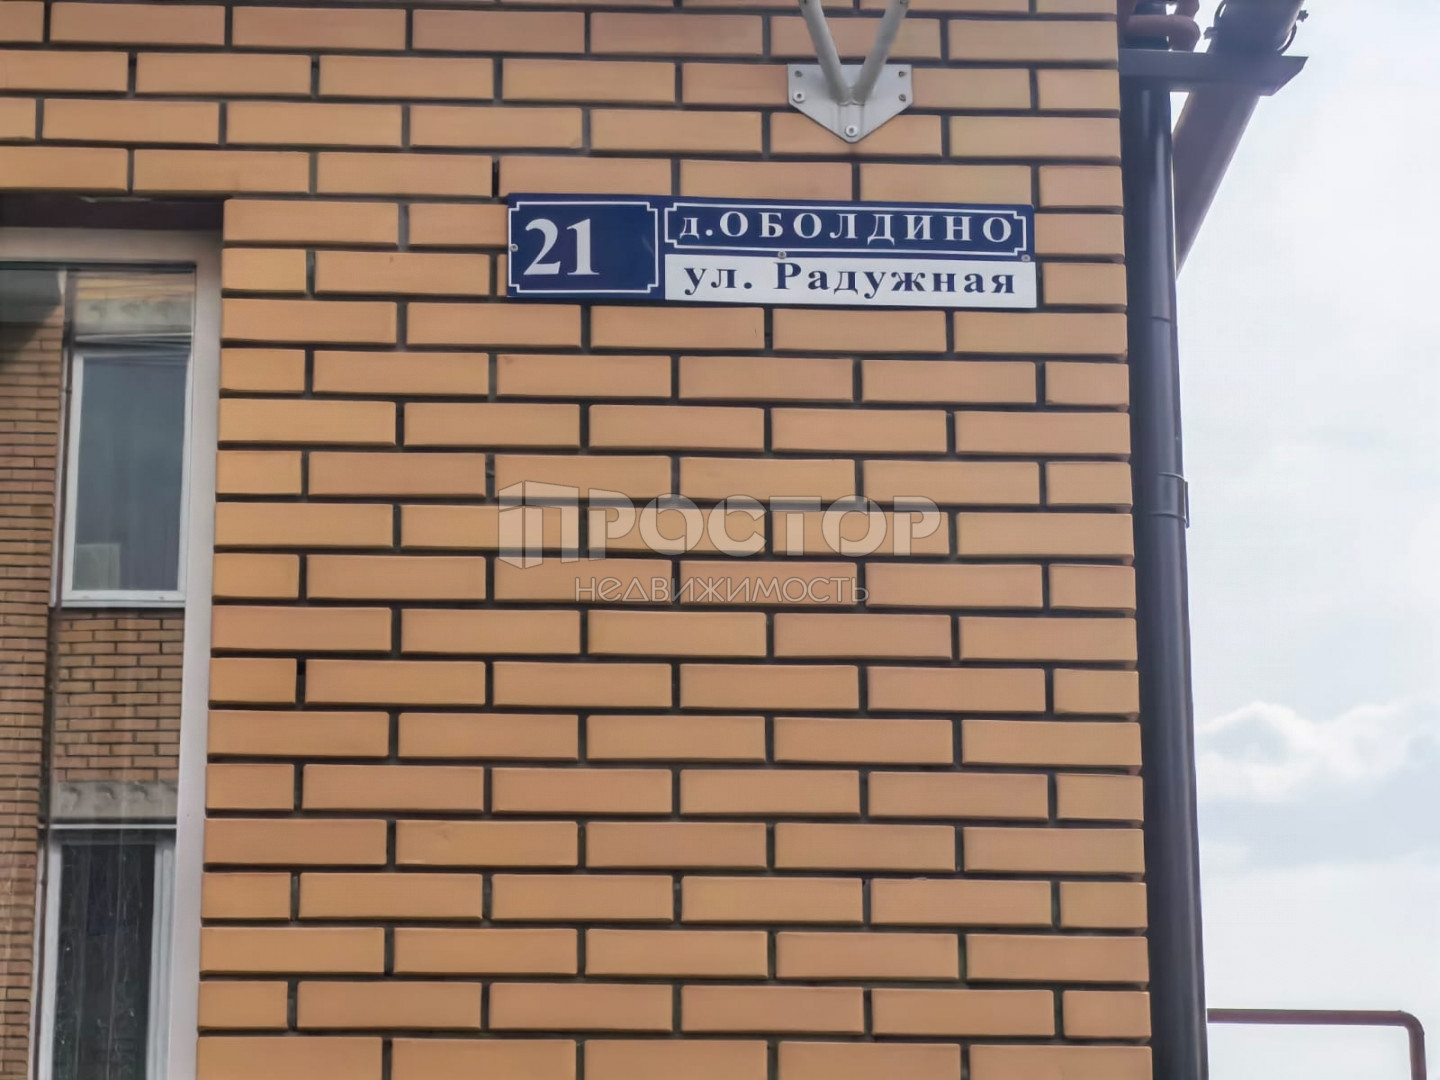 21
д.ОБОЛДИНО
ул. Радужная
ПРОСТОР
НЕДВИЖИМОСТЬ